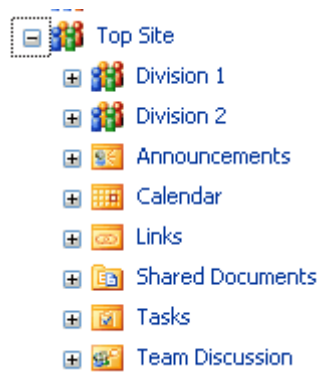 Top Site
Division 1
Division 2
Announcements
Calendar
Links
Shared Documents
Tasks
Team Discussion